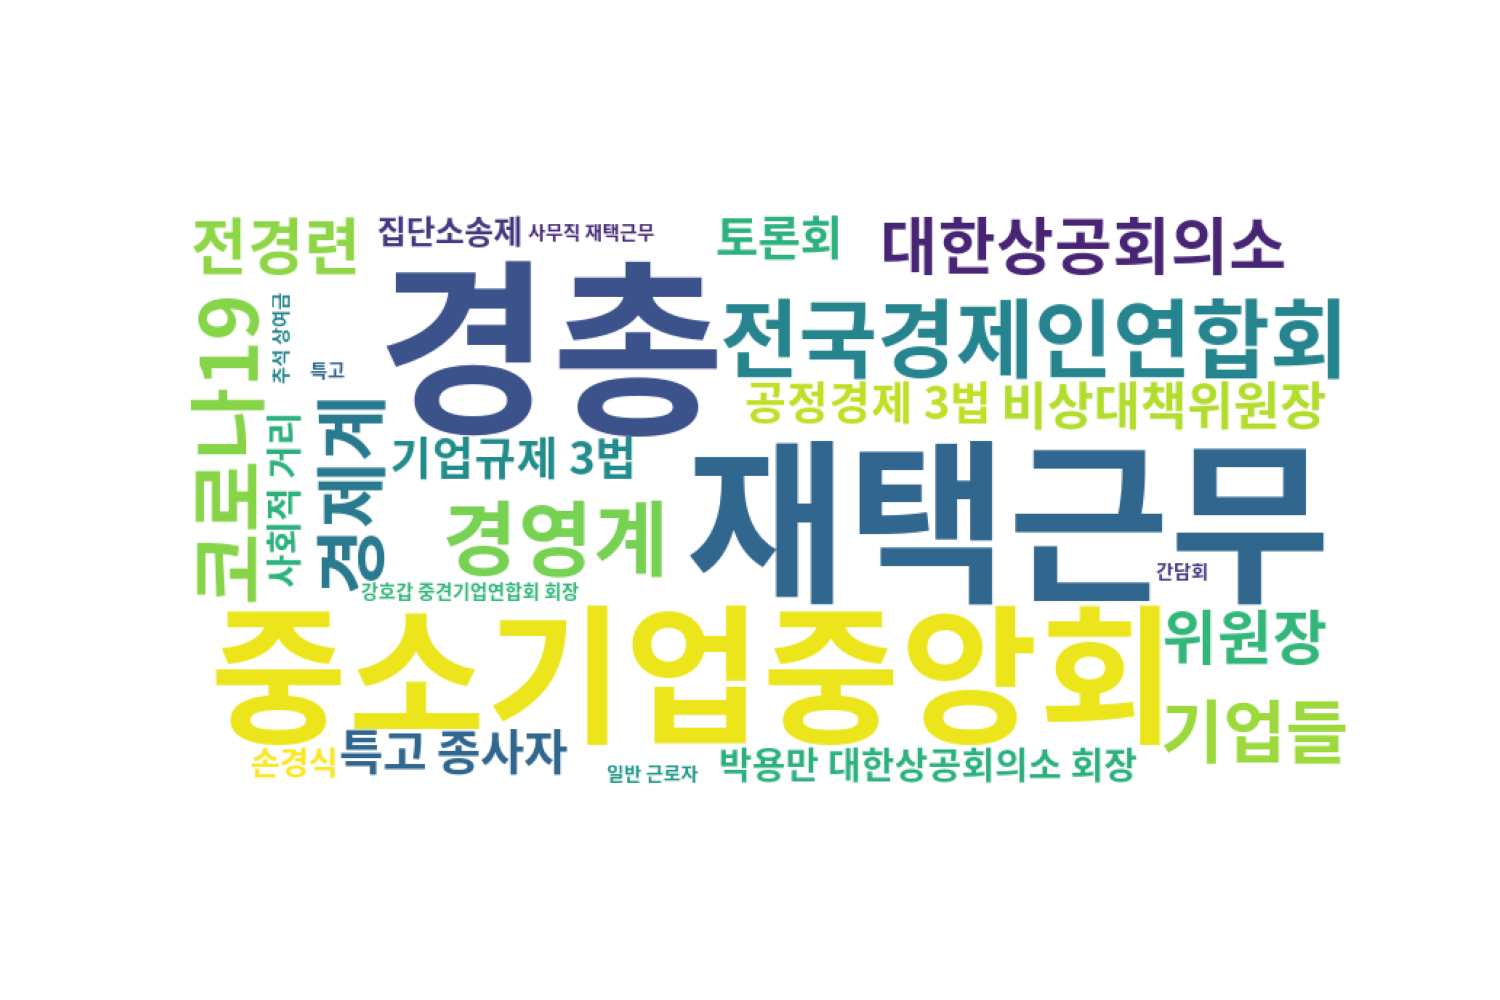 전경련
집단소송제
사무직 재택근무
토론회
대한상공회의소
경총
전국경제인연합회
코로나19
추석 상여금
특고
공정경제 3법
비상대책위원장
사회적 거리
경제계
기업규제 3법
재택근무
경영계
간담회
강호갑 중견기업연합회 회장
중소기업중앙회
위원장
기업들
손경식
특고 종사자
일반 근로자
박용만 대한상공회의소 회장